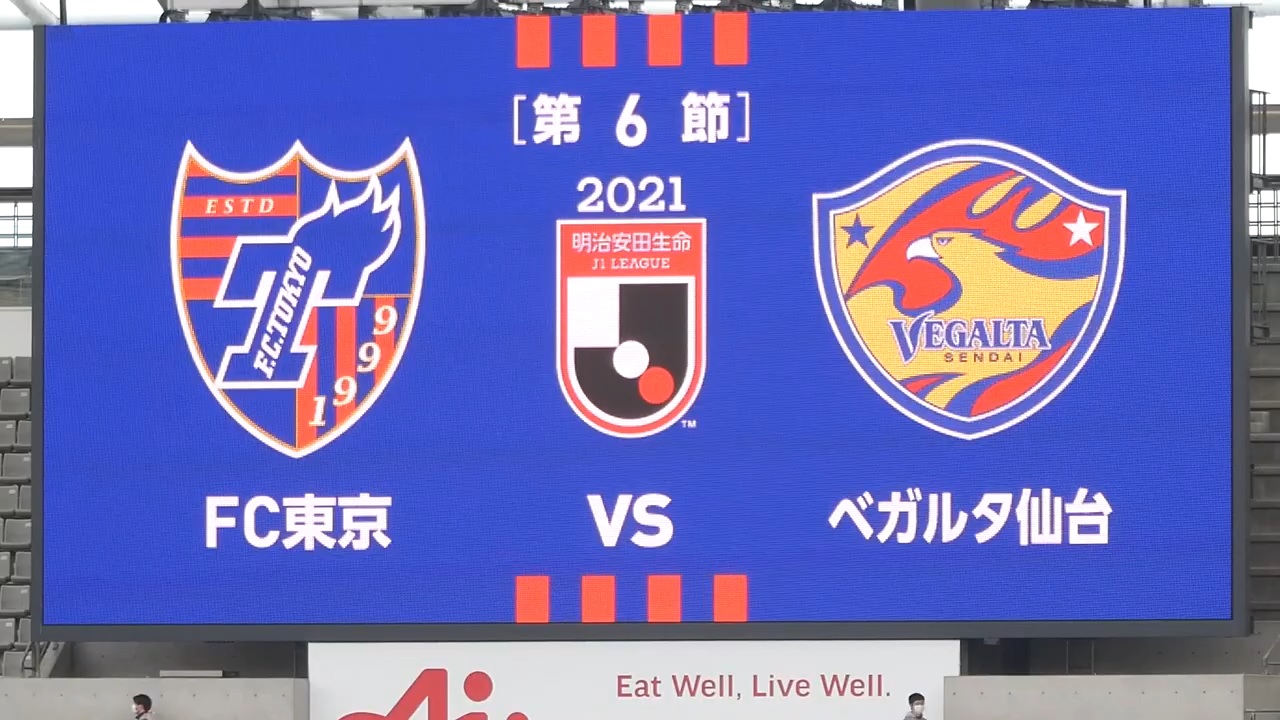 [第 6 節]
2021
明治安田生命
J1 LEAGUE
TM
ESTD
F.C.TOKYO
1999
VEGALTA
SENDAI
FC東京
VS
ベガルタ仙台
Eat Well, Live Well.